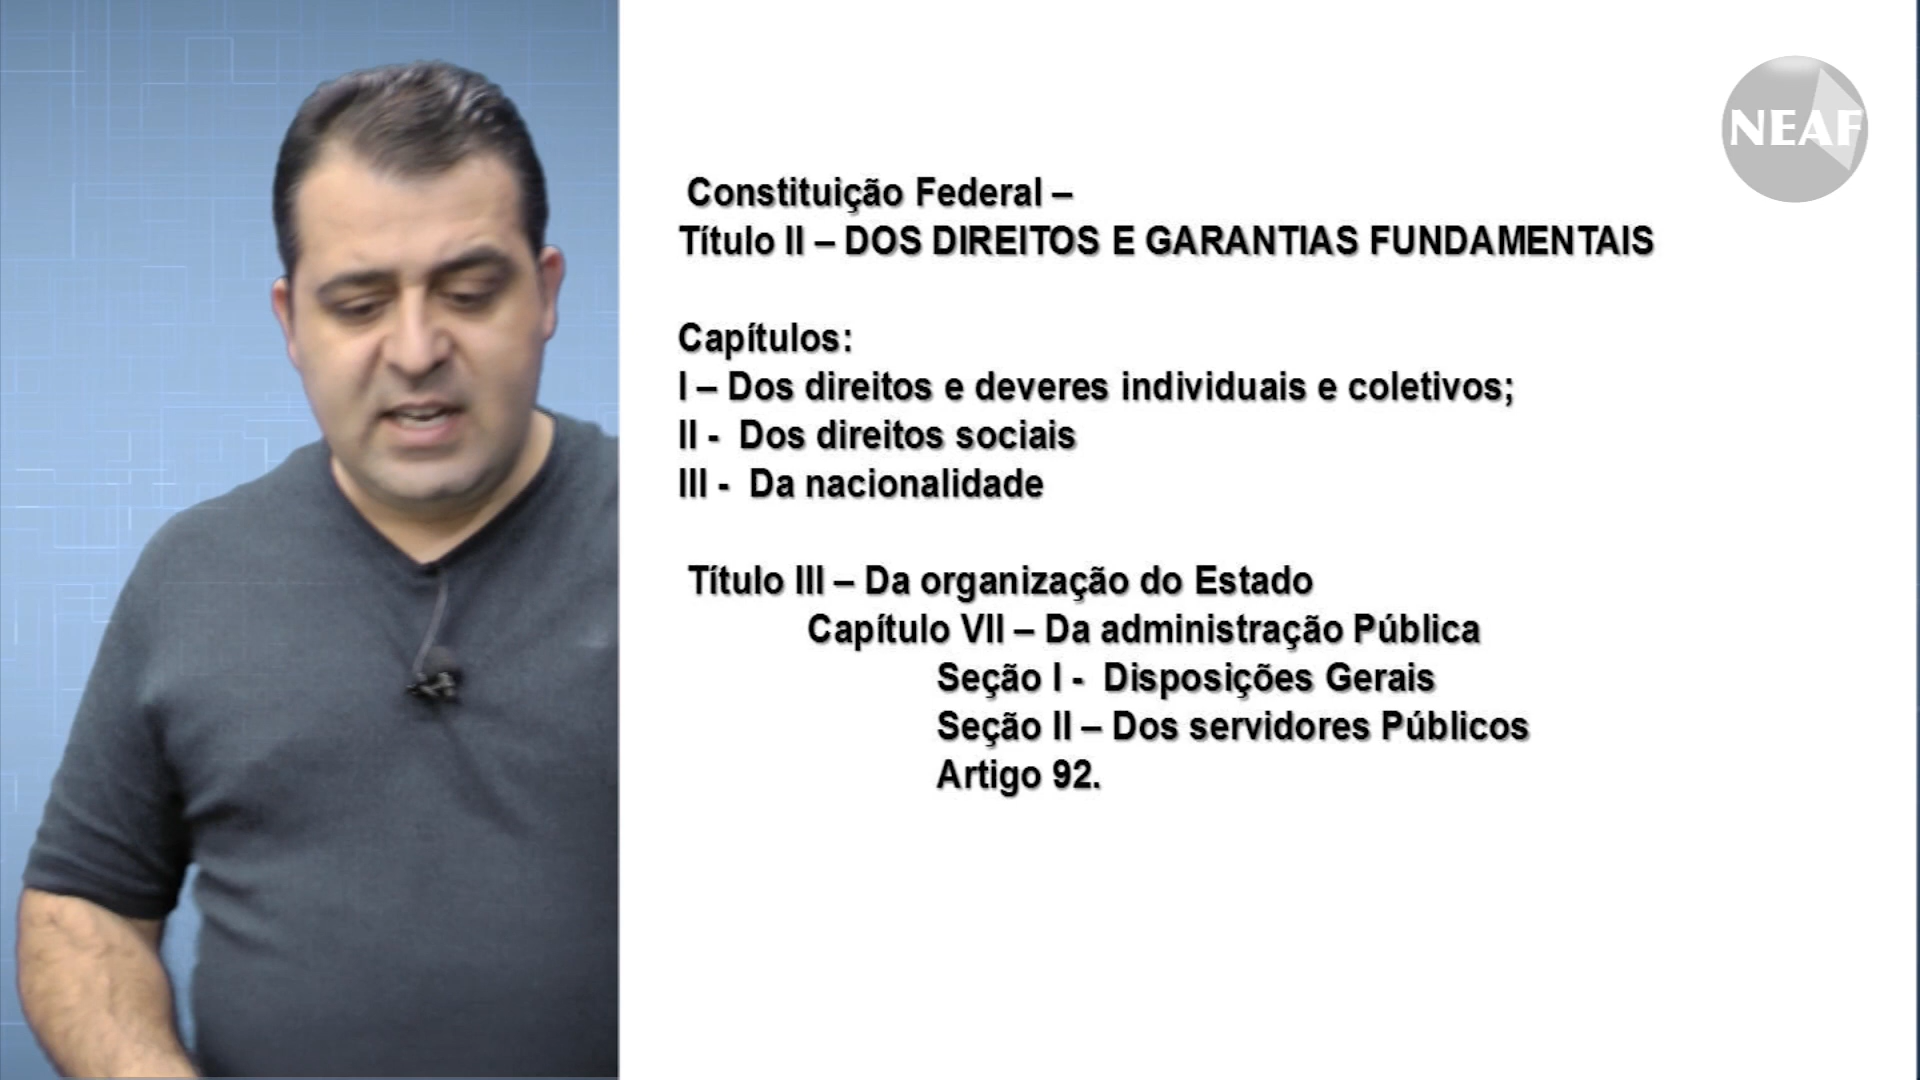 NEAF
Constituição Federal –
Título II – DOS DIREITOS E GARANTIAS FUNDAMENTAIS
Capítulos:
I – Dos direitos e deveres individuais e coletivos;
II - Dos direitos sociais
III - Da nacionalidade
Título III – Da organização do Estado
Capítulo VII – Da administração Pública
Seção I - Disposições Gerais
Seção II – Dos servidores Públicos
Artigo 92.